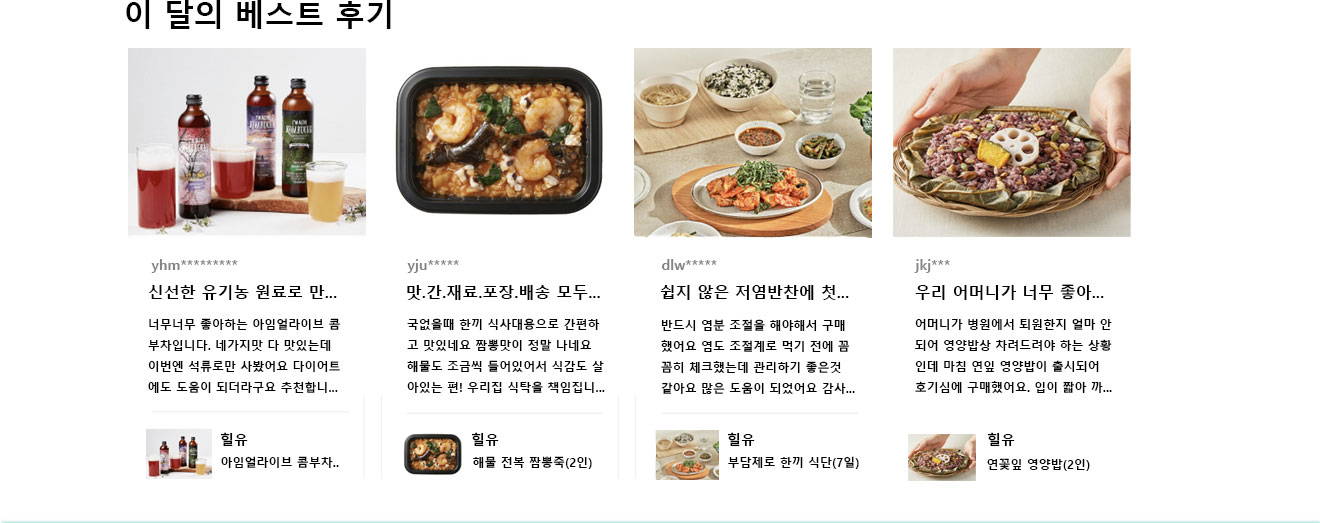 이 달의 베스트 후기
yhm*********
신선한 유기농 원료로 만...
너무너무 좋아하는 아임얼라이브 콤
부차입니다. 네가지맛 다 맛있는데
이번엔 석류로만 사봤어요 다이어트
에도 도움이 되더라구요 추천합니...
힐유
아임얼라이브 콤부차..
yju*****
맛.간.재료.포장.배송 모두...
국없을때 한끼 식사대용으로 간편하
고 맛있네요 짬뽕맛이 정말 나네요
해물도 조금씩 들어있어서 식감도 살
아있는 편! 우리집 식탁을 책임집니...
힐유
해물 전복 짬뽕죽(2인)
dlw*****
쉽지 않은 저염반찬에 첫...
반드시 염분 조절을 해야해서 구매
했어요 염도 조절계로 먹기 전에 꼼
꼼히 체크했는데 관리하기 좋은것
같아요 많은 도움이 되었어요 감사...
힐유
부담제로 한끼 식단(7일)
jkj***
우리 어머니가 너무 좋아...
어머니가 병원에서 퇴원한지 얼마 안
되어 영양밥상 차려드려야 하는 상황
인데 마침 연잎 영양밥이 출시되어
호기심에 구매했어요. 입이 짧아 까...
힐유
연꽃잎 영양밥(2인)